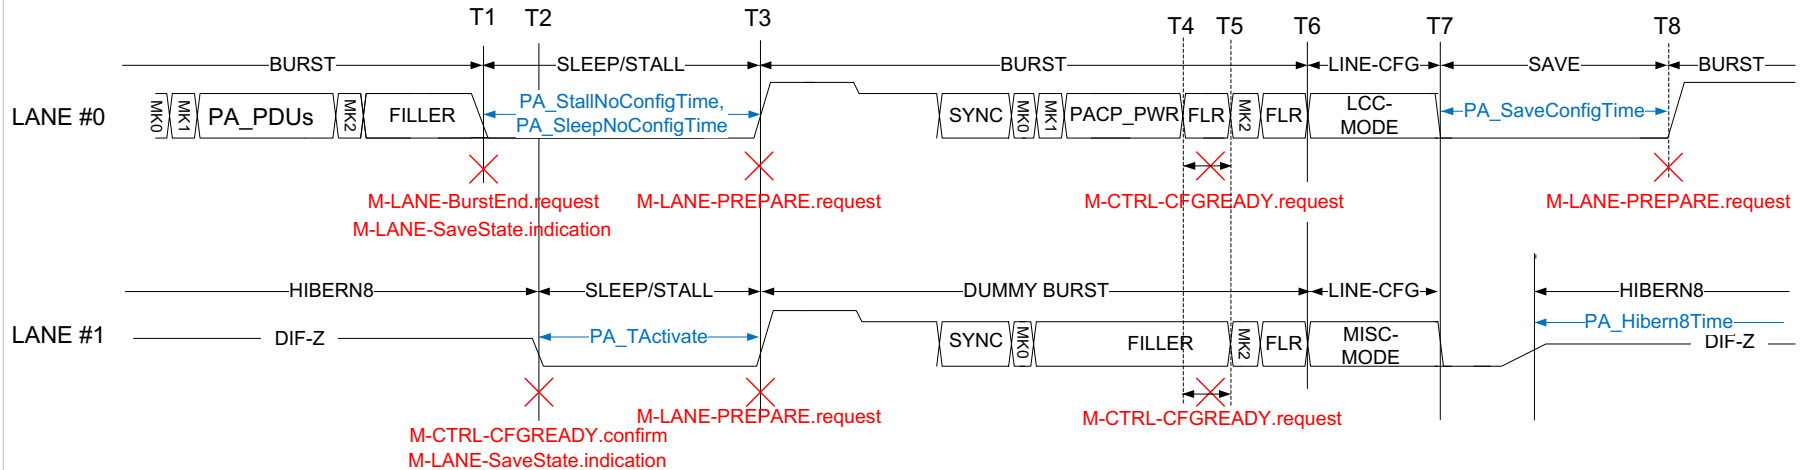 T1 T2 T3 T4 T5 T6 T7 T8
BURST SLEEP/STALL BURST LINE-CFG SAVE BURST
LANE #0
MK0 MK1 PA_PDUs MK2 FILLER
PA_StallNoConfigTime,
PA_SleepNoConfigTime
SYNC MK0 MK1 PACP_PWR FLR MK2 FLR
LCC-
MODE
PA_SaveConfigTime
M-LANE-BurstEnd.request
M-LANE-SaveState.indication
M-LANE-PREPARE.request
M-CTRL-CFGREADY.request
M-LANE-PREPARE.request
HIBERN8 SLEEP/STALL DUMMY BURST LINE-CFG HIBERN8
LANE #1
DIF-Z
PA_TActivate
SYNC MK0 FILLER MK2 FLR
MISC-
MODE
PA_Hibern8Time
DIF-Z
M-CTRL-CFGREADY.confirm
M-LANE-SaveState.indication
M-LANE-PREPARE.request
M-CTRL-CFGREADY.request